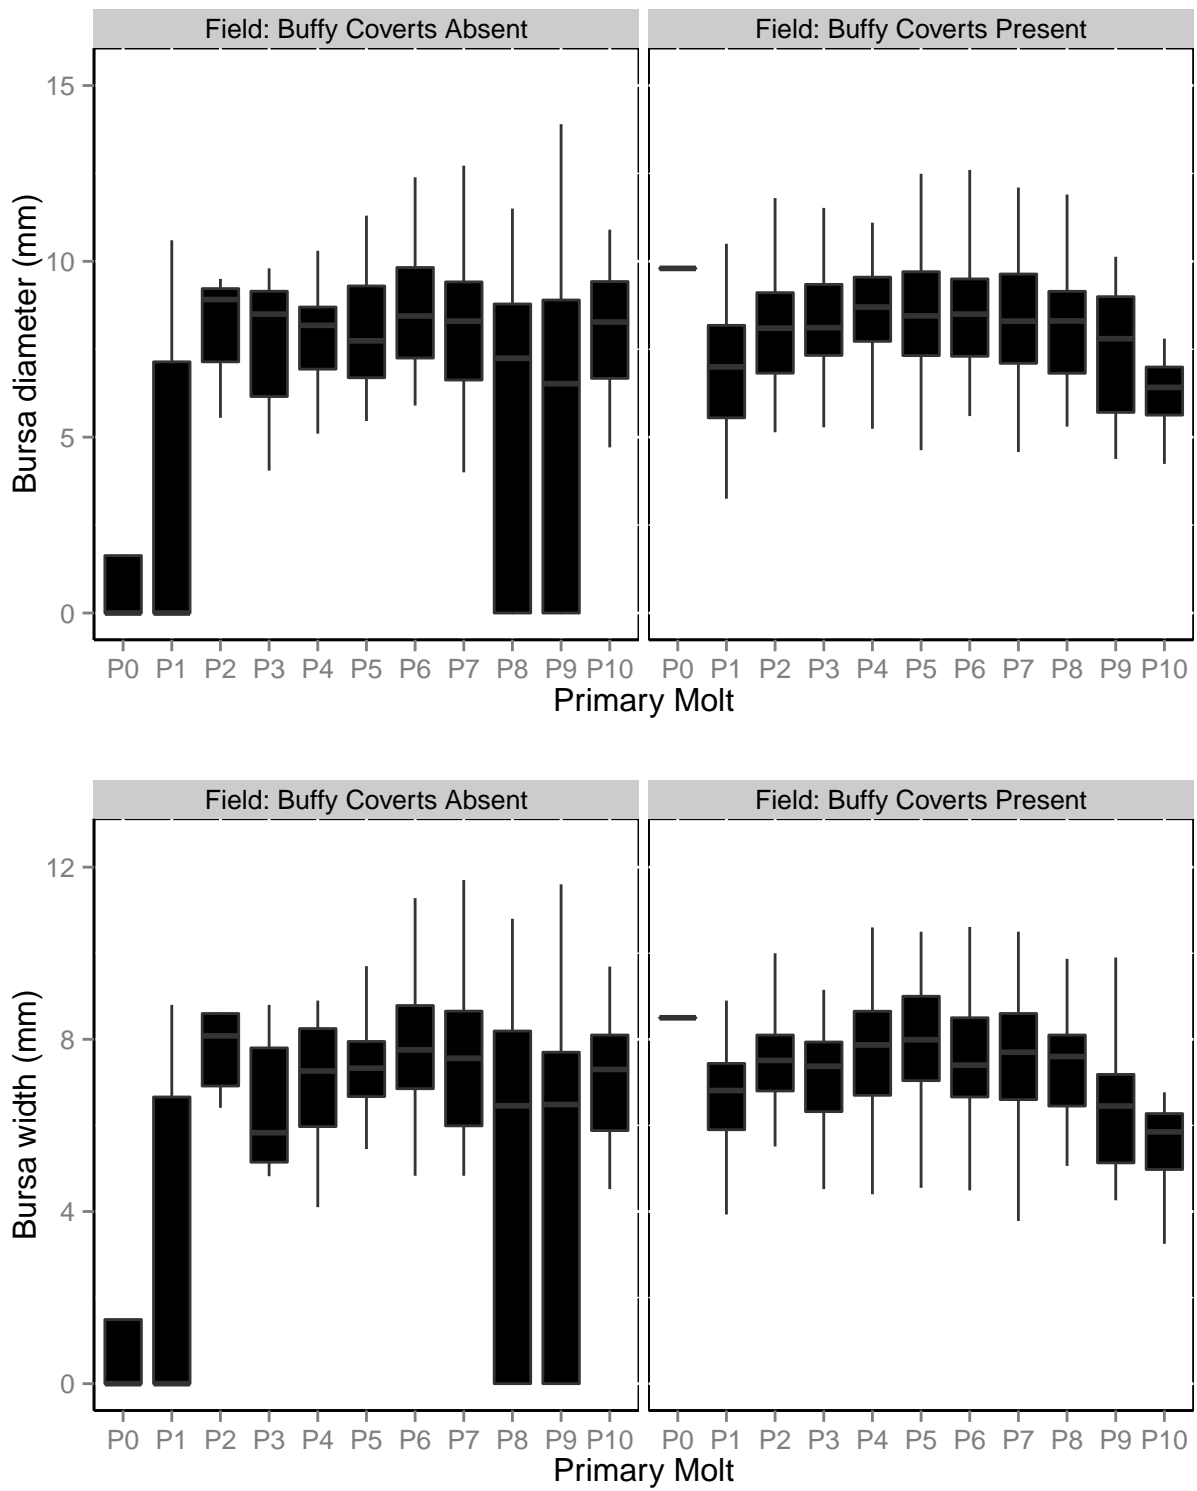 Field: Buffy Coverts Absent
Field: Buffy Coverts Present
15
10
5
0
Bursa diameter (mm)
P0 P1 P2 P3 P4 P5 P6 P7 P8 P9 P10
P0 P1 P2 P3 P4 P5 P6 P7 P8 P9 P10
Primary Molt
Field: Buffy Coverts Absent
Field: Buffy Coverts Present
12
8
4
0
Bursa width (mm)
P0 P1 P2 P3 P4 P5 P6 P7 P8 P9 P10
P0 P1 P2 P3 P4 P5 P6 P7 P8 P9 P10
Primary Molt